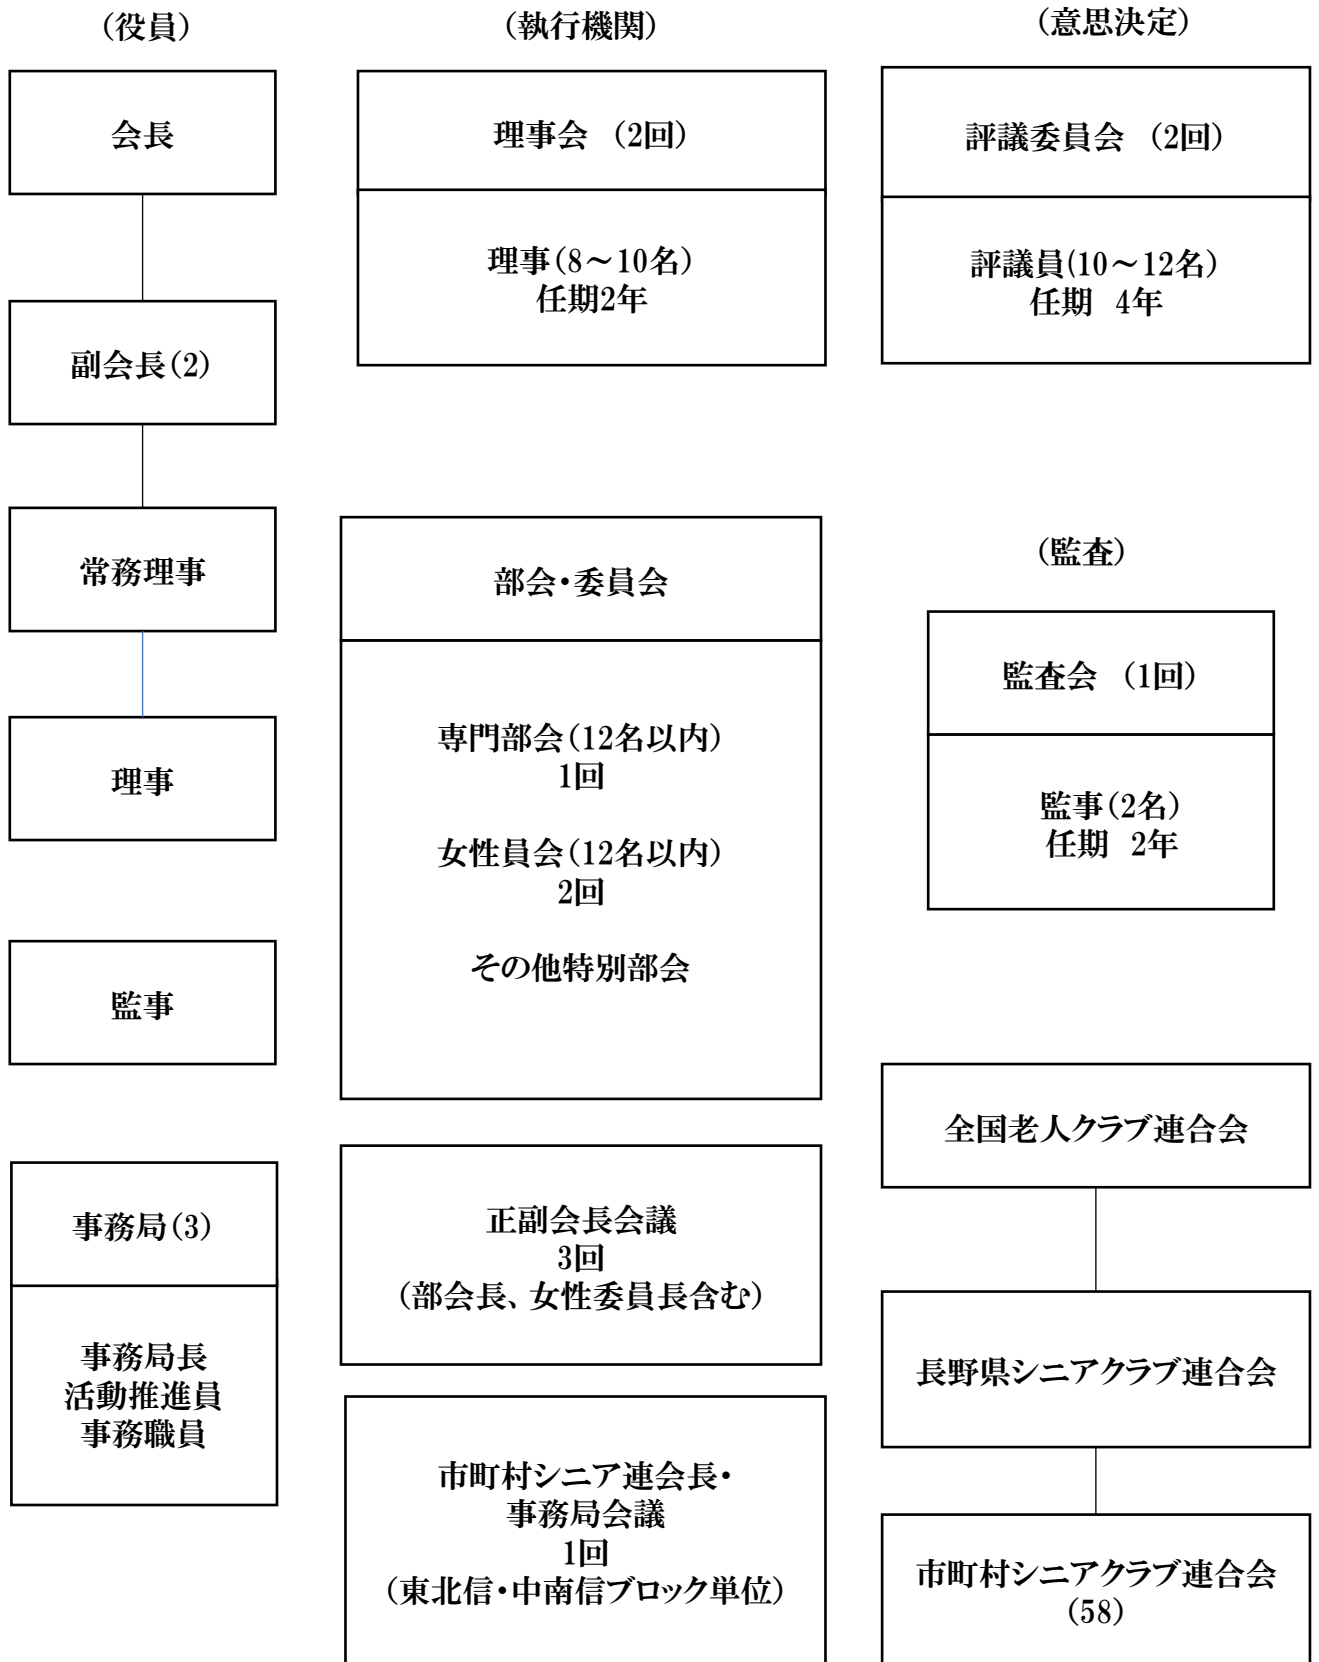 (役員)
会長
副会長(2)
常務理事
理事
監事
事務局(3)
事務局長
活動推進員
事務職員
(執行機関)
理事会 (2回)
理事(8~10名)
任期2年
部会・委員会
専門部会(12名以内)
1回
女性員会(12名以内)
2回
その他特別部会
正副会長会議
3回
(部会長、女性委員長含む)
市町村シニア連会長・
事務局会議
1回
(東北信・中南信ブロック単位)
(意思決定)
評議委員会 (2回)
評議員(10~12名)
任期 4年
(監査)
監査会 (1回)
監事(2名)
任期 2年
全国老人クラブ連合会
長野県シニアクラブ連合会
市町村シニアクラブ連合会
(58)